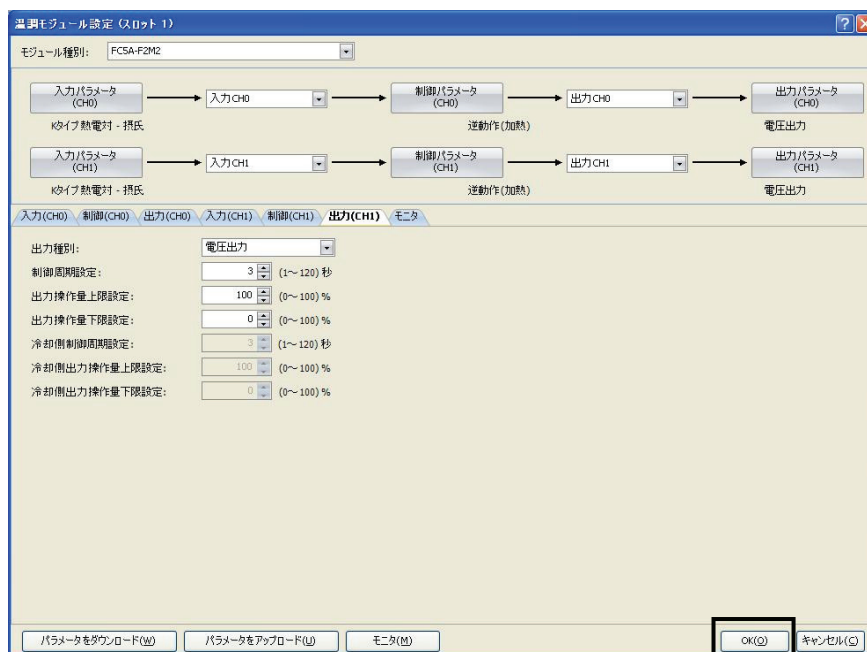 温調モジュール設定 (スロット 1)
モジュール種別: FC5A-F2M2
入力パラメータ (CH0) 入力CH0 制御パラメータ (CH0) 出力CH0 出力パラメータ (CH0)
Kタイプ熱電対 - 摂氏 逆動作(加熱) 電圧出力
入力パラメータ (CH1) 入力CH1 制御パラメータ (CH1) 出力CH1 出力パラメータ (CH1)
Kタイプ熱電対 - 摂氏 逆動作(加熱) 電圧出力
入力(CH0) 制御(CH0) 出力(CH0) 入力(CH1) 制御(CH1) 出力(CH1) モニタ
出力種別: 電圧出力
制御周期設定: 3 (1～120) 秒
出力操作量上限設定: 100 (0～100) %
出力操作量下限設定: 0 (0～100) %
冷却側制御周期設定: 3 (1～120) 秒
冷却側出力操作量上限設定: 100 (0～100) %
冷却側出力操作量下限設定: 0 (0～100) %
パラメータをダウンロード(W) パラメータをアップロード(U) モニタ(M) OK(O) キャンセル(C)